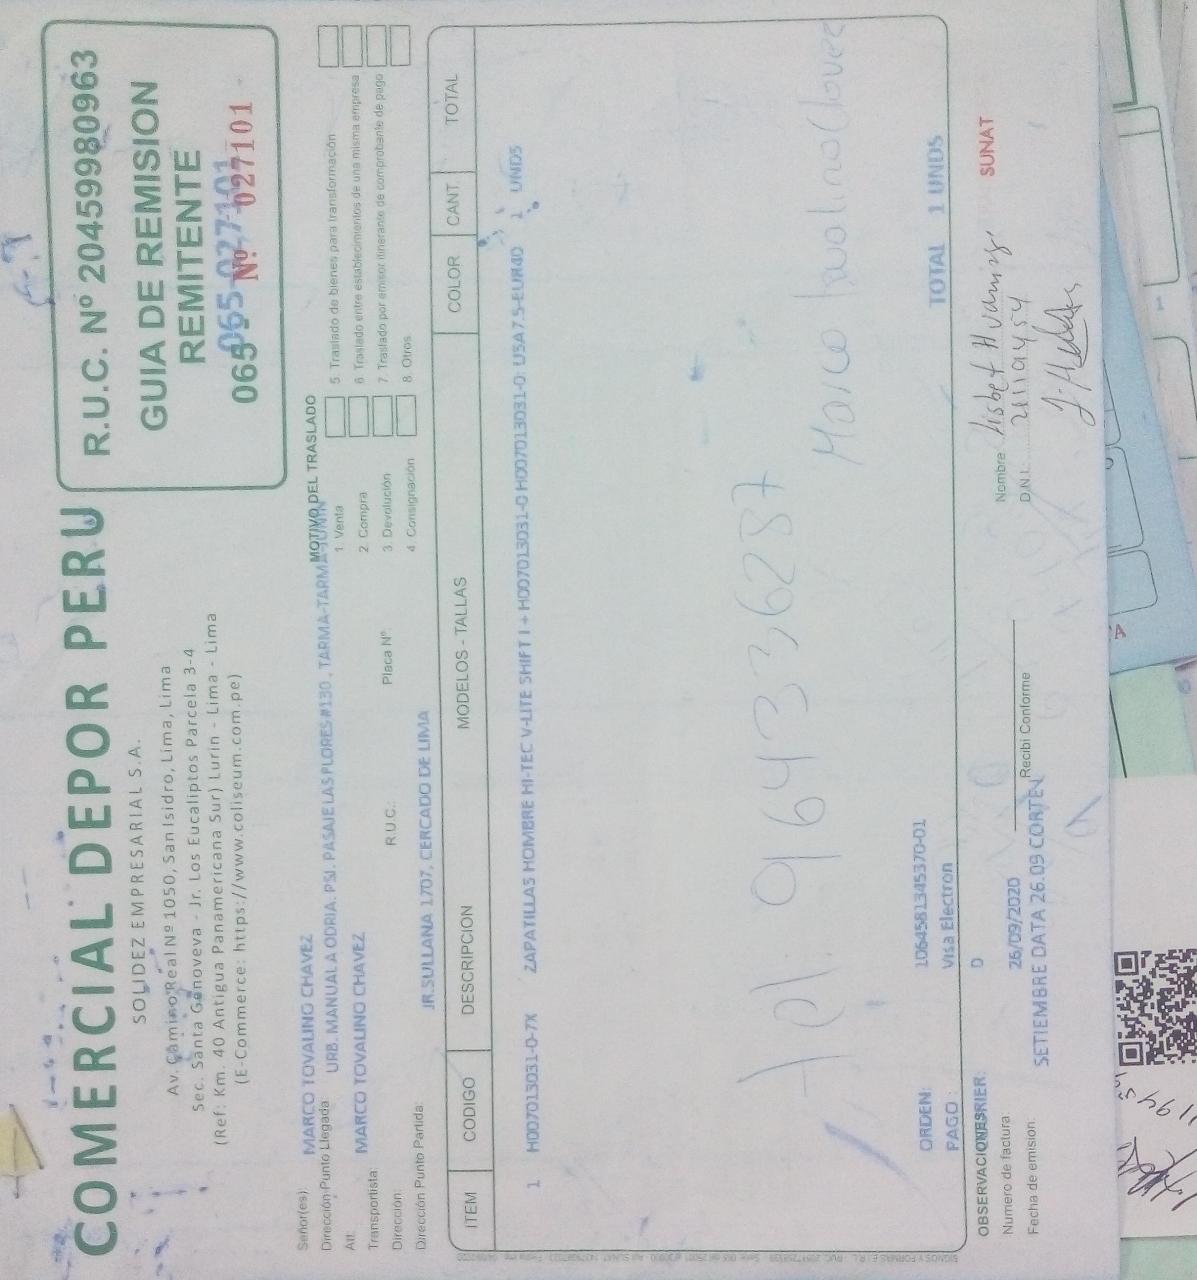 COMERCIAL DEPOR PERU
SOLIDEZ EMPRESARIAL S.A.
Av. Camino Real Nº 1050, San Isidro, Lima, Lima
Sec. Santa Genoveva - Jr. Los Eucaliptos Parcela 3-4
(Ref: Km. 40 Antigua Panamericana Sur) Lurin - Lima - Lima
(E-Commerce: https://www.coliseum.com.pe)
R.U.C. Nº 20459980963
GUIA DE REMISION
REMITENTE
065-027101
065 - Nº 027101
Señor(es): MARCO TOVALINO CHAVEZ
Dirección Punto Llegada URB. MANUAL A ODRIA. PSJ. PASAJE LAS FLORES #130 , TARMA-TARMA-JUNIN
Att. MARCO TOVALINO CHAVEZ
Transportista:
Dirección: R.U.C.: Placa Nº
Dirección Punto Partida: JR.SULLANA 1707, CERCADO DE LIMA
MOTIVO DEL TRASLADO
1 Venta
2 Compra
3 Devolución
4 Consignación
5 Traslado de bienes para transformación
6 Traslado entre establecimientos de una misma empresa
7 Traslado por emisor itinerante de comprobante de pago
8 Otros
ITEM CODIGO DESCRIPCION MODELOS - TALLAS COLOR CANT. TOTAL
1 H007013031-0-7X ZAPATILLAS HOMBRE HI-TEC V-LITE SHIFT I + H007013031-0 H007013031-0: USA7.5-EUR40 1 UNDS
Tel: 964336287
Marco
ORDEN: 1064581345370-01
PAGO : Visa Electron
TOTAL 1 UNDS
OBSERVACIONES
Numero de factura
Fecha de emision 26/09/2020
SETIEMBRE DATA 26.09 CORTE
Recibí Conforme
Nombre: Lisbet
D.N.I.:
SUNAT